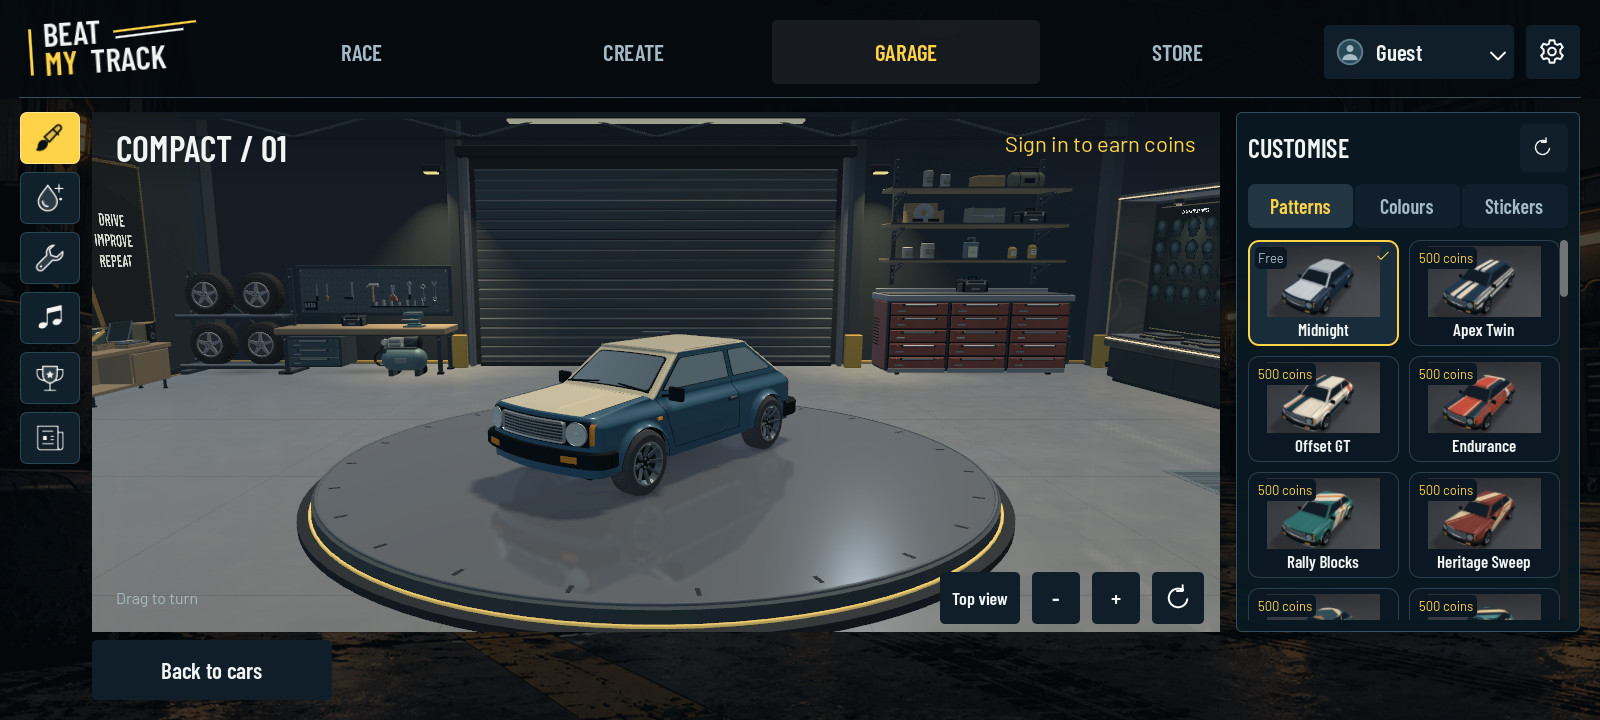 BEAT
MY TRACK
RACE
CREATE
GARAGE
STORE
Guest
COMPACT / 01
Sign in to earn coins
DRIVE
IMPROVE
REPEAT
Drag to turn
Top view
-
+
Back to cars
CUSTOMISE
Patterns
Colours
Stickers
Free
Midnight
500 coins
Apex Twin
500 coins
Offset GT
500 coins
Endurance
500 coins
Rally Blocks
500 coins
Heritage Sweep
500 coins
500 coins